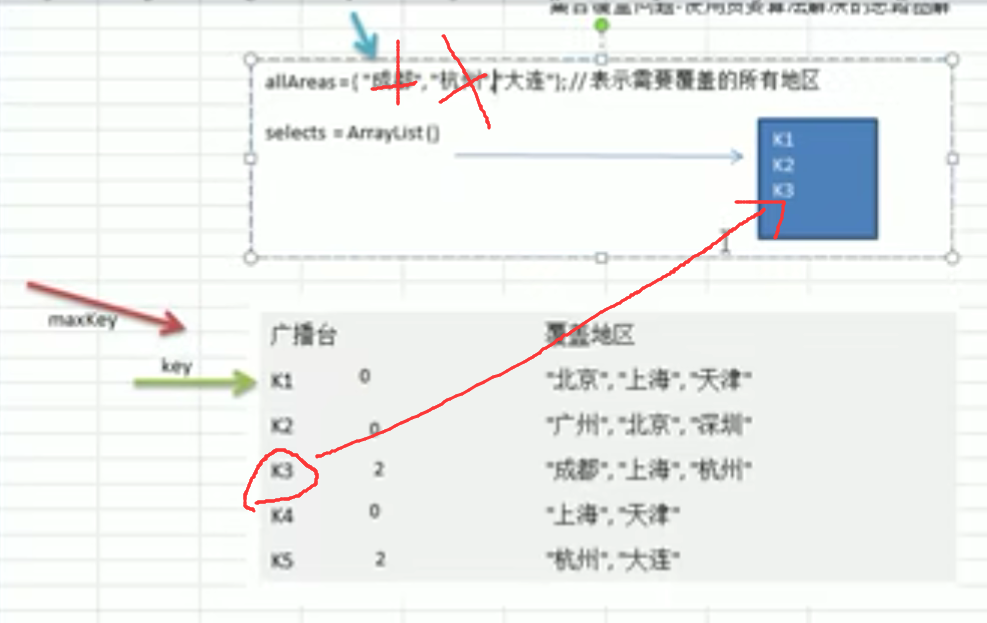 集合覆盖问题-使用贪婪算法解决的思路图解
allAreas={"成都","杭州","大连"};//表示需要覆盖的所有地区
selects = ArrayList()
K1
K2
K3
maxKey
key
广播台 覆盖地区
K1 0 "北京","上海","天津"
K2 0 "广州","北京","深圳"
K3 2 "成都","上海","杭州"
K4 0 "上海","天津"
K5 2 "杭州","大连"